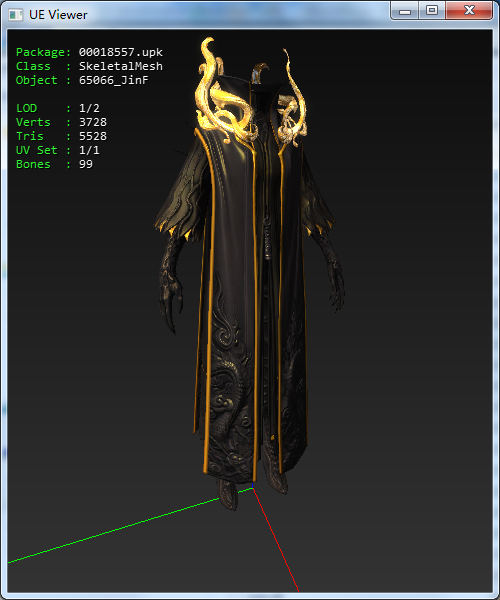 UE Viewer
Package: 00018557.upk
Class : SkeletalMesh
Object : 65066_JinF
LOD : 1/2
Verts : 3728
Tris : 5528
UV Set : 1/1
Bones : 99